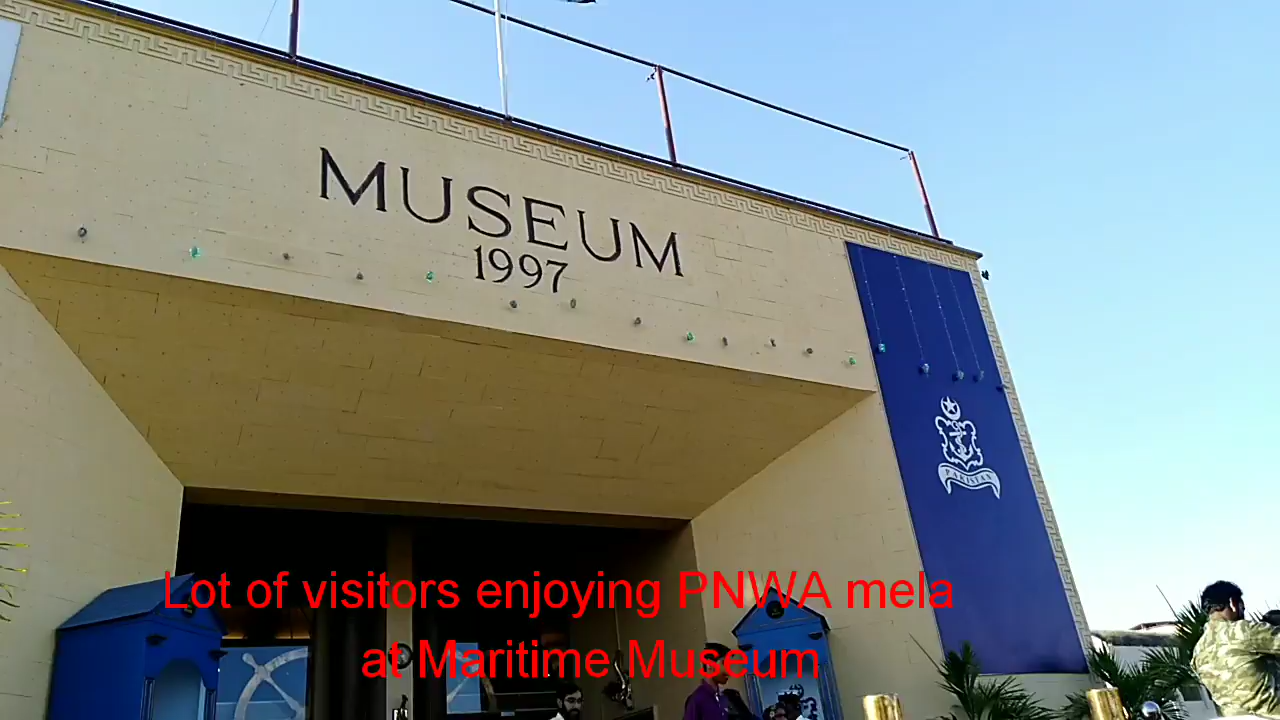 MUSEUM
1997
PAKISTAN
Lot of visitors enjoying PNWA mela
at Maritime Museum